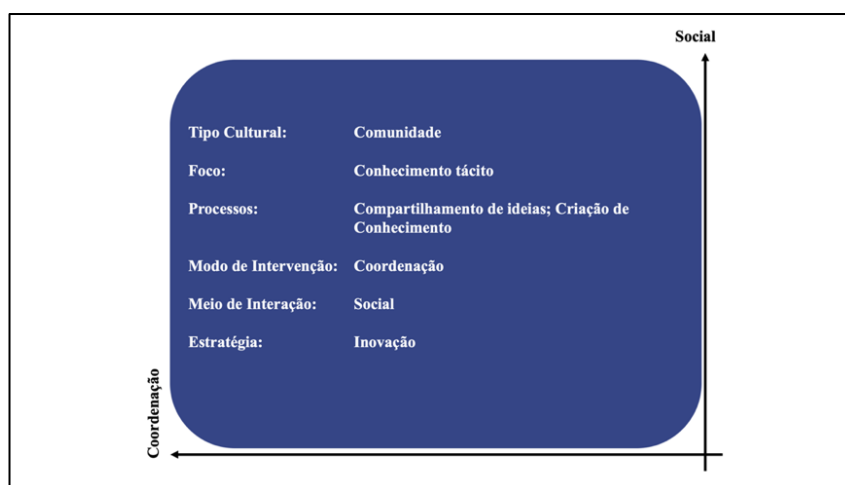 Social
Tipo Cultural: Comunidade
Foco: Conhecimento tácito
Processos: Compartilhamento de ideias; Criação de
Conhecimento
Modo de Intervenção: Coordenação
Meio de Interação: Social
Estratégia: Inovação
Coordenação